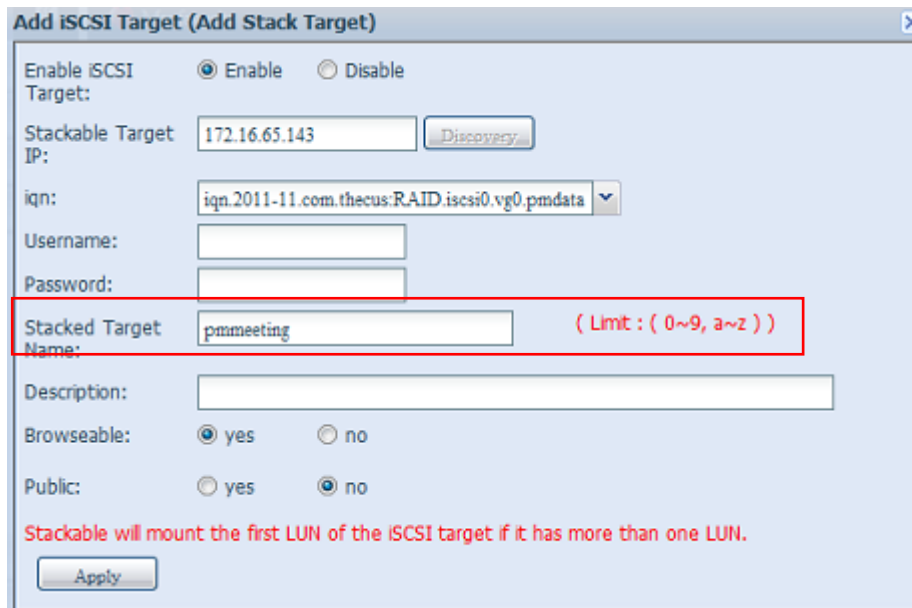 Add iSCSI Target (Add Stack Target)
Enable iSCSI Enable Disable
Target:
Stackable Target 172.16.65.143 Discovery
IP:
iqn: iqn.2011-11.com.thecus:RAID.iscsi0.vg0.pmdata
Username:
Password:
Stacked Target pmmeeting ( Limit : ( 0~9, a~z ) )
Name:
Description:
Browseable: yes no
Public: yes no
Stackable will mount the first LUN of the iSCSI target if it has more than one LUN.
Apply